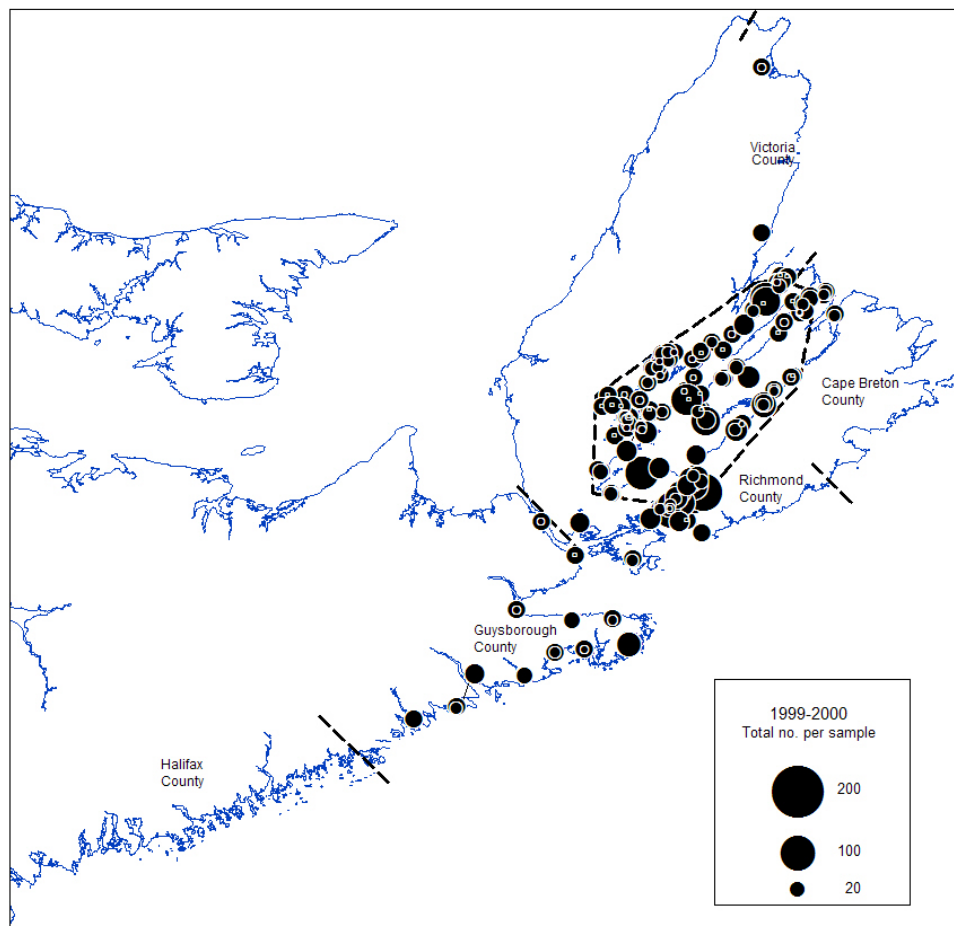 Victoria
County
Cape Breton
County
Richmond
County
Guysborough
County
Halifax
County
1999-2000
Total no. per sample
200
100
20